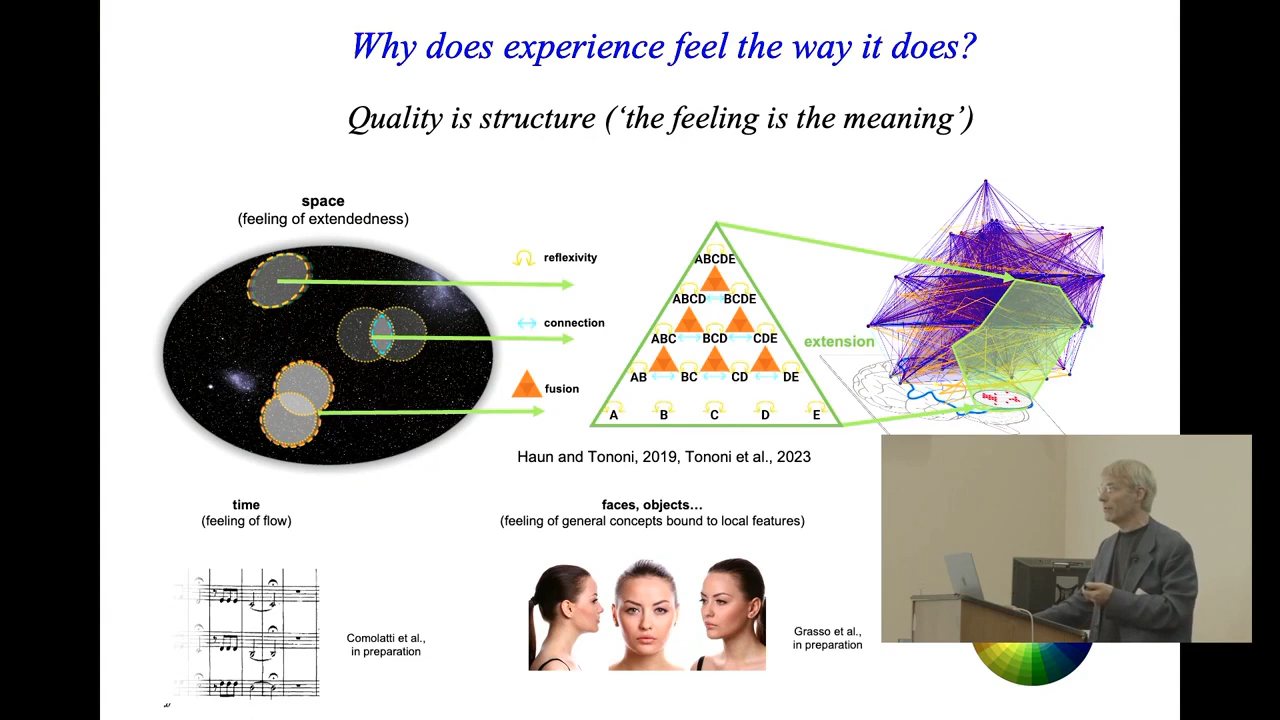 Why does experience feel the way it does?
Quality is structure (‘the feeling is the meaning’)
space
(feeling of extendedness)
reflexivity
connection
fusion
ABCDE
ABCD BCDE
ABC BCD CDE
AB BC CD DE
A B C D E
extension
Haun and Tononi, 2019, Tononi et al., 2023
time
(feeling of flow)
Comolatti et al.,
in preparation
faces, objects…
(feeling of general concepts bound to local features)
Grasso et al.,
in preparation